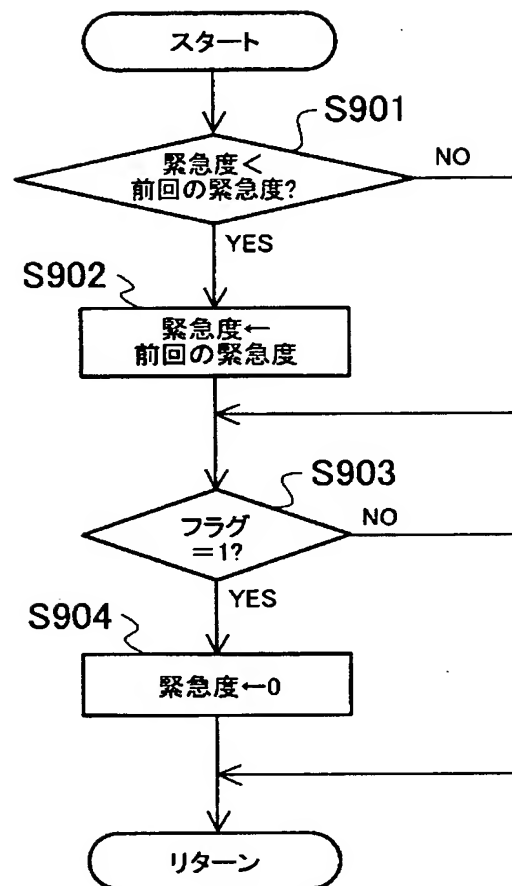 スタート
S901
緊急度<
前回の緊急度?
NO
YES
S902
緊急度←
前回の緊急度
S903
フラグ
=1?
NO
YES
S904
緊急度←0
リターン